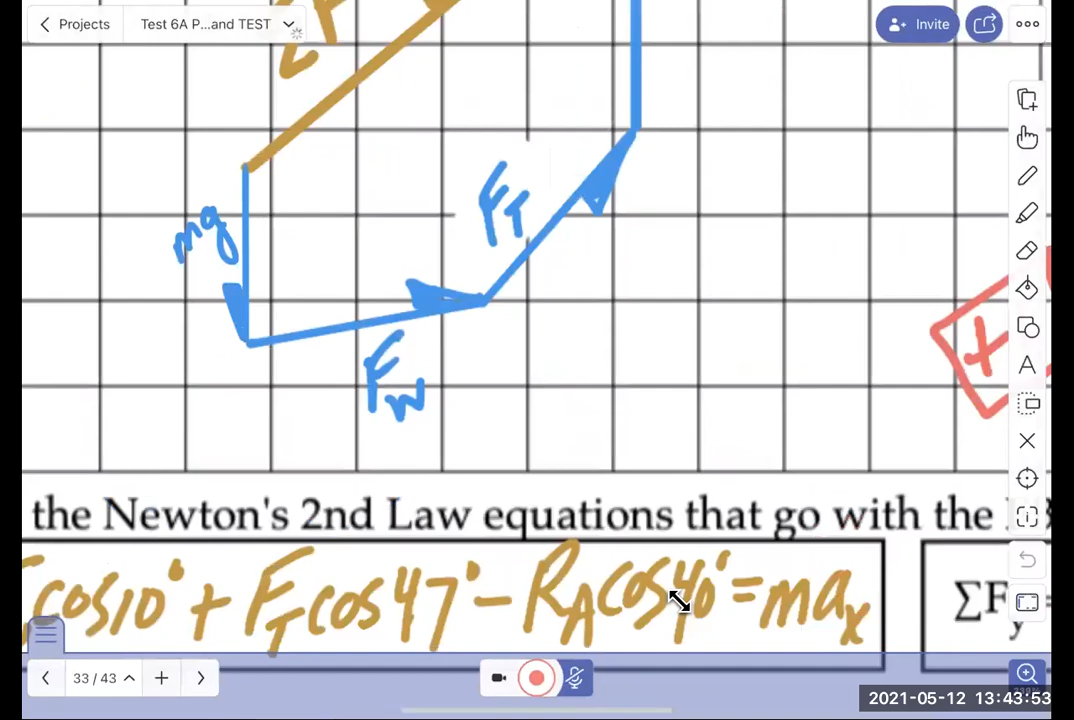 Projects
Test 6A P...and TEST
Invite
mg
F_T
F_W
+
the Newton's 2nd Law equations that go with the
cos10° + F_T cos47° - R_A cos40° = ma_x
ΣF_y =
33 / 43
2021-05-12 13:43:53